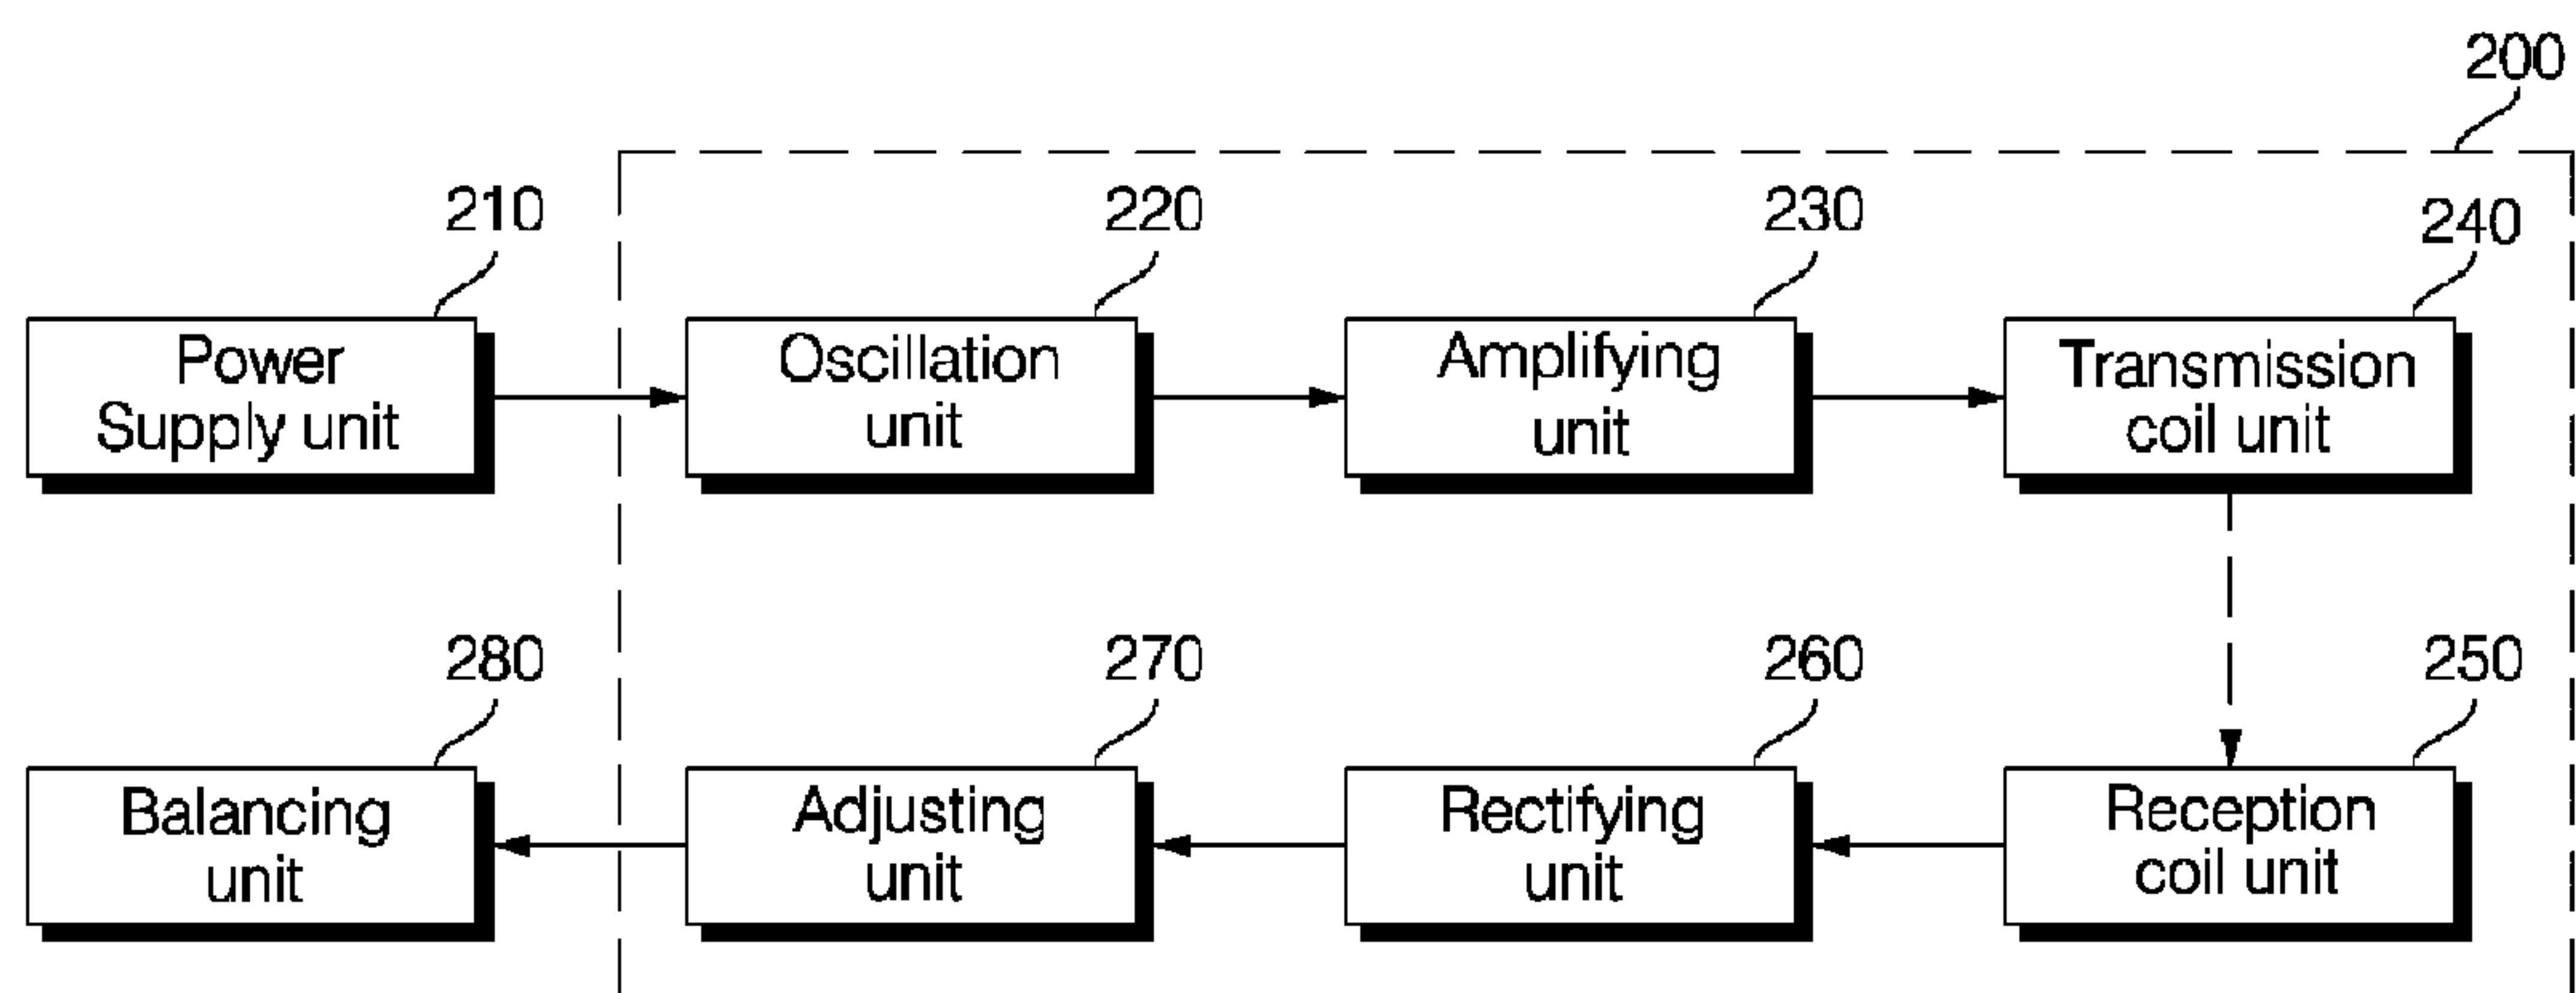 200
210
220
230
240
Power
Supply unit
Oscillation
unit
Amplifying
unit
Transmission
coil unit
280
270
260
250
Balancing
unit
Adjusting
unit
Rectifying
unit
Reception
coil unit